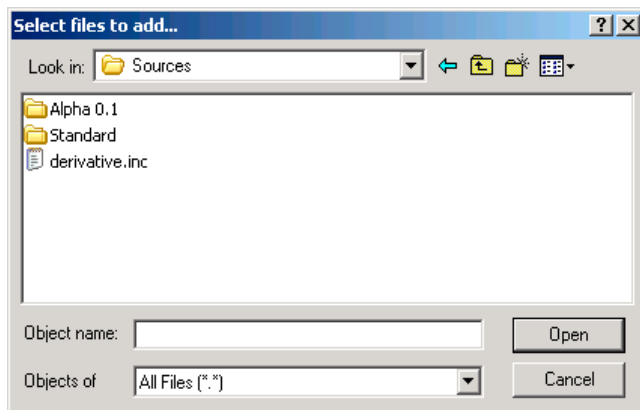 Select files to add...
Look in: Sources
Alpha 0.1
Standard
derivative.inc
Object name:
Open
Objects of All Files (*.*)
Cancel